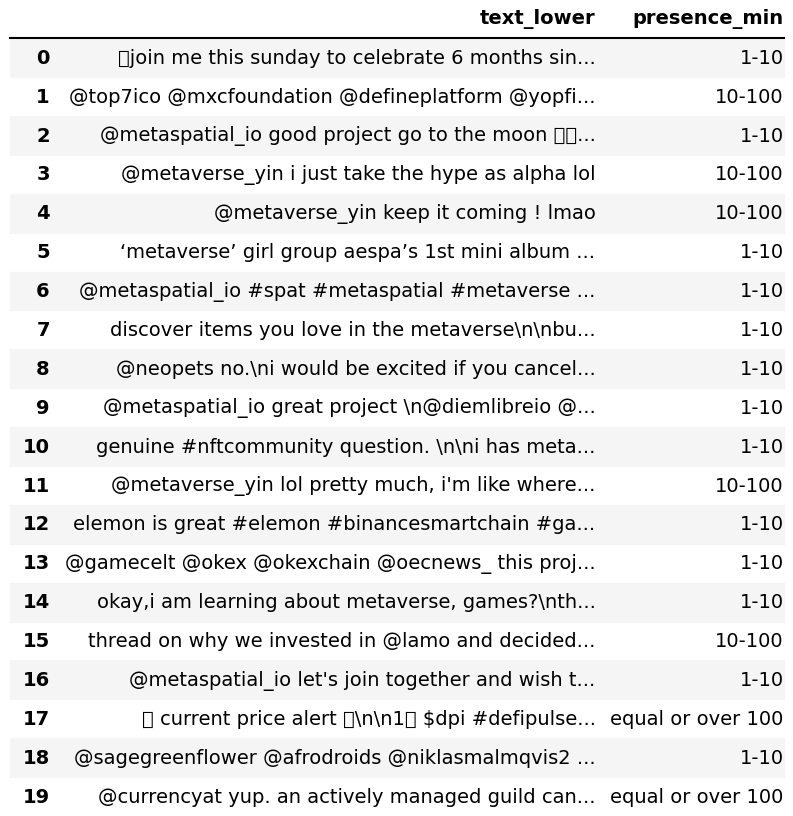 text_lower presence_min
0 ▯join me this sunday to celebrate 6 months sin... 1-10
1 @top7ico @mxcfoundation @defineplatform @yopfi... 10-100
2 @metaspatial_io good project go to the moon ▯▯... 1-10
3 @metaverse_yin i just take the hype as alpha lol 10-100
4 @metaverse_yin keep it coming ! lmao 10-100
5 ‘metaverse’ girl group aespa’s 1st mini album ... 1-10
6 @metaspatial_io #spat #metaspatial #metaverse ... 1-10
7 discover items you love in the metaverse\n\nbu... 1-10
8 @neopets no.\ni would be excited if you cancel... 1-10
9 @metaspatial_io great project \n@diemlibreio @... 1-10
10 genuine #nftcommunity question. \n\ni has meta... 1-10
11 @metaverse_yin lol pretty much, i'm like where... 10-100
12 elemon is great #elemon #binancesmartchain #ga... 1-10
13 @gamecelt @okex @okexchain @oecnews_ this proj... 1-10
14 okay,i am learning about metaverse, games?\nth... 1-10
15 thread on why we invested in @lamo and decided... 10-100
16 @metaspatial_io let's join together and wish t... 1-10
17 ▯ current price alert ▯\n\n1▯ $dpi #defipulse... equal or over 100
18 @sagegreenflower @afrodroids @niklasmalmqvis2 ... 1-10
19 @currencyat yup. an actively managed guild can... equal or over 100